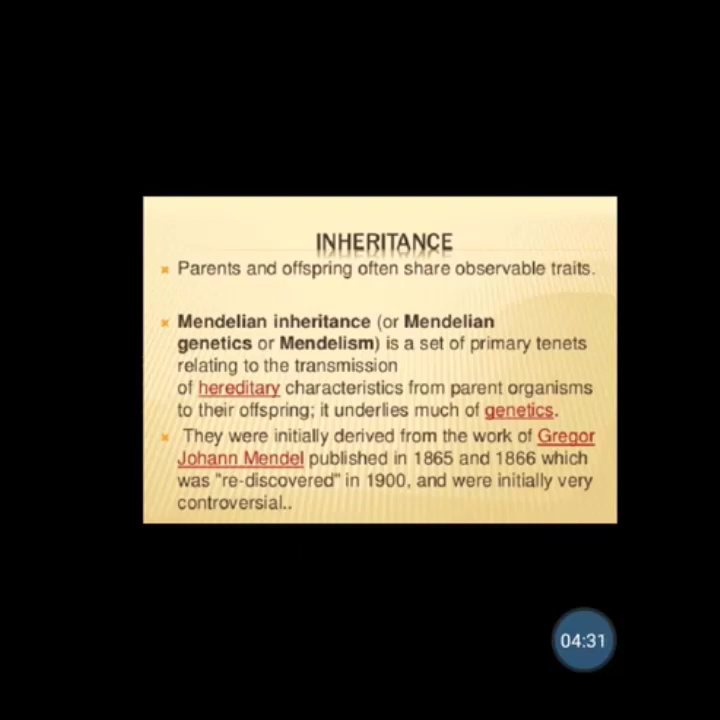 INHERITANCE
Parents and offspring often share observable traits.
Mendelian inheritance (or Mendelian
genetics or Mendelism) is a set of primary tenets
relating to the transmission
of hereditary characteristics from parent organisms
to their offspring; it underlies much of genetics.
They were initially derived from the work of Gregor
Johann Mendel published in 1865 and 1866 which
was "re-discovered" in 1900, and were initially very
controversial..
04:31